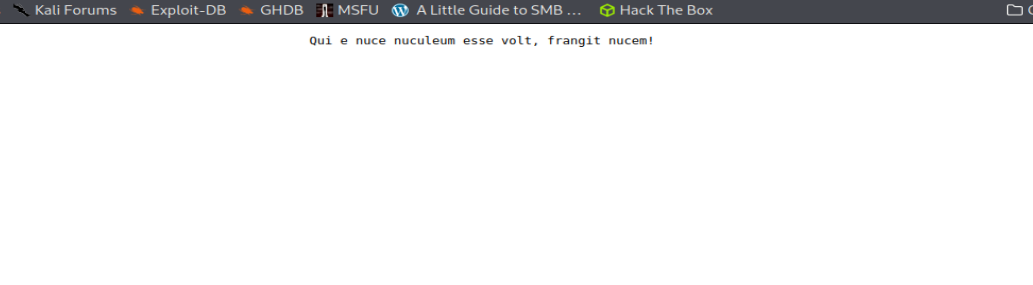 Kali Forums Exploit-DB GHDB MSFU A Little Guide to SMB ... Hack The Box
Qui e nuce nuculeum esse volt, frangit nucem!